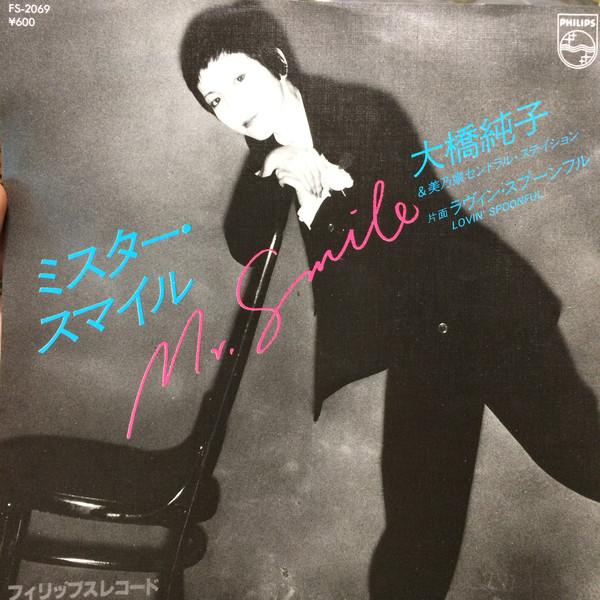 FS-2069
¥600
PHILIPS
大橋純子
&美乃家セントラル・ステイション
片面 ラヴィン・スプーンフル
LOVIN' SPOONFUL
ミスター・
スマイル
Mr. Smile
フィリップスレコード